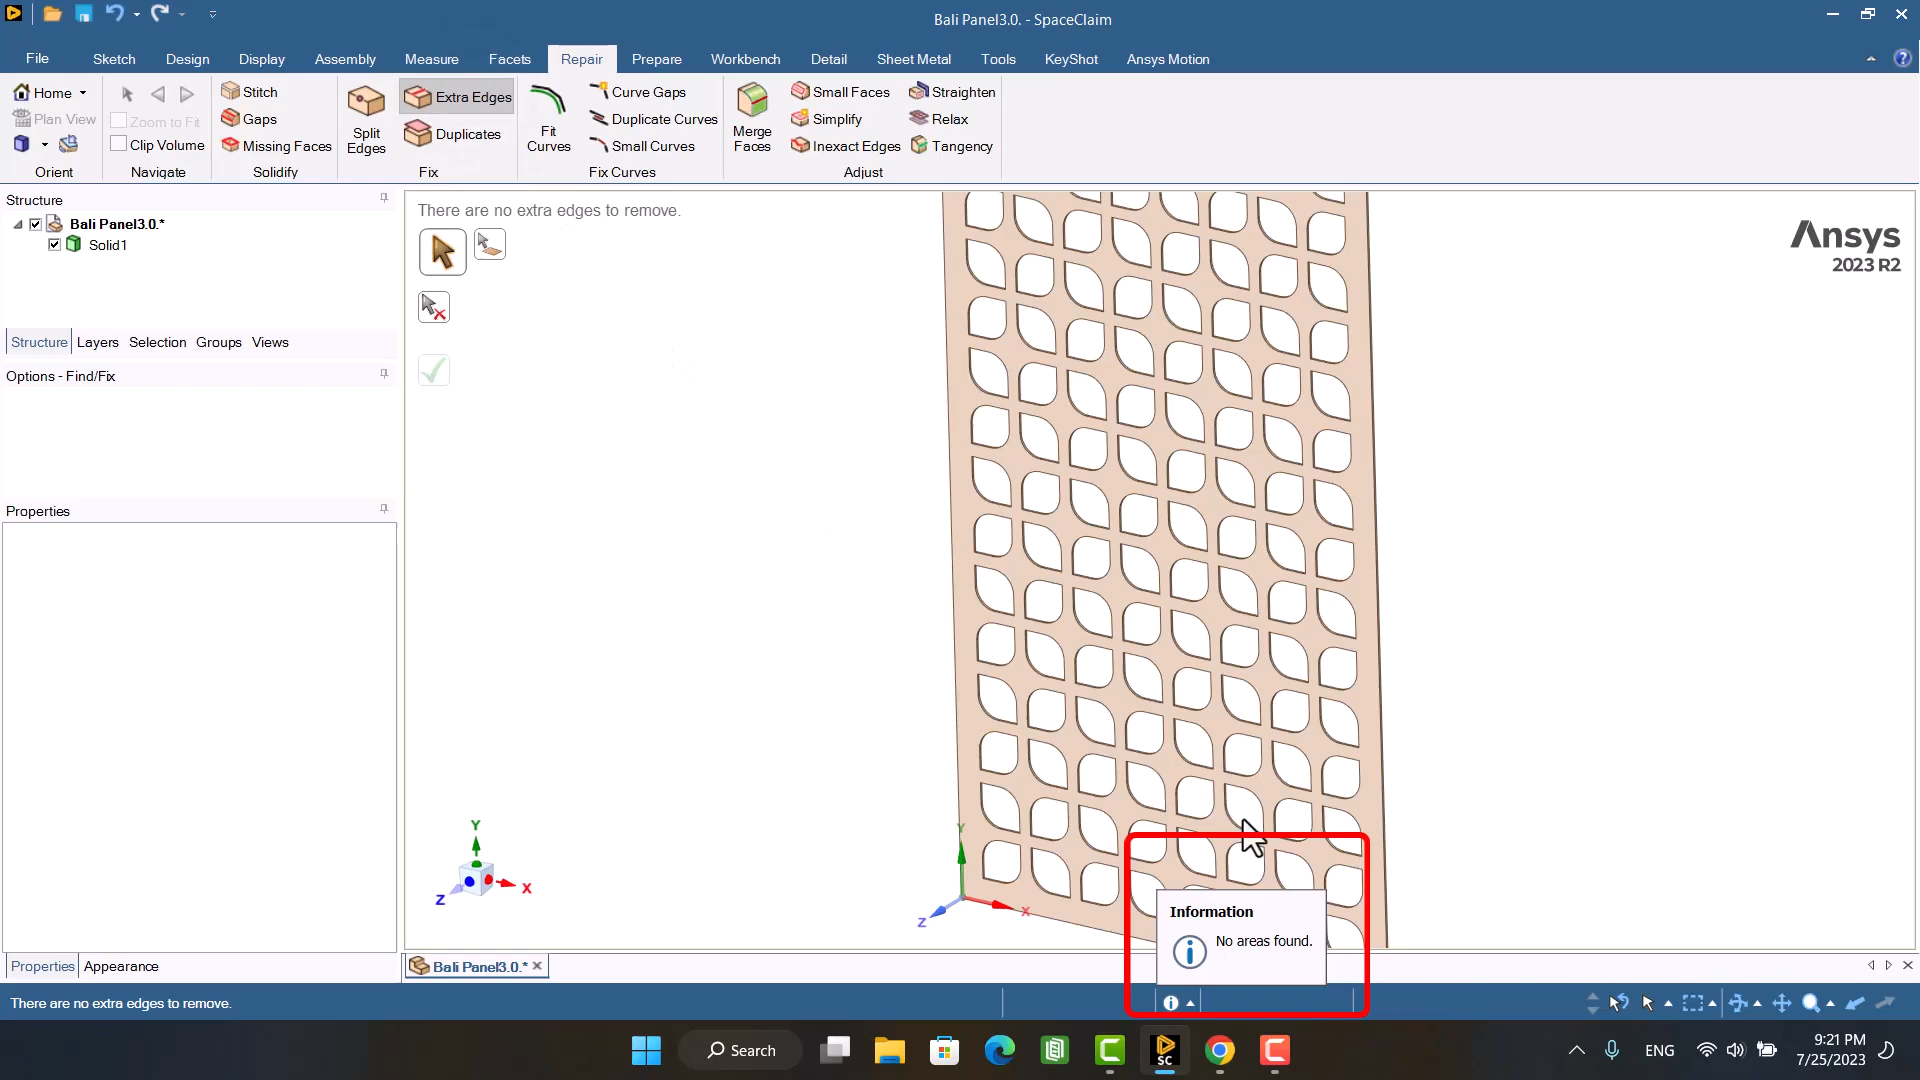 Bali Panel3.0. - SpaceClaim
File
Sketch
Design
Display
Assembly
Measure
Facets
Repair
Prepare
Workbench
Detail
Sheet Metal
Tools
KeyShot
Ansys Motion
Home
Plan View
Orient
Zoom to Fit
Clip Volume
Navigate
Stitch
Gaps
Missing Faces
Solidify
Split
Edges
Extra Edges
Duplicates
Fix
Fit
Curves
Curve Gaps
Duplicate Curves
Small Curves
Fix Curves
Merge
Faces
Small Faces
Simplify
Inexact Edges
Straighten
Relax
Tangency
Adjust
Structure
Bali Panel3.0.*
Solid1
Structure
Layers
Selection
Groups
Views
Options - Find/Fix
Properties
Properties
Appearance
There are no extra edges to remove.
Ansys
2023 R2
Y
X
Z
Y
X
Z
Information
No areas found.
Bali Panel3.0.*
There are no extra edges to remove.
Search
SC
ENG
9:21 PM
7/25/2023